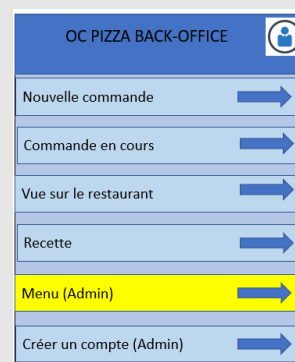 OC PIZZA BACK-OFFICE
Nouvelle commande
Commande en cours
Vue sur le restaurant
Recette
Menu (Admin)
Créer un compte (Admin)